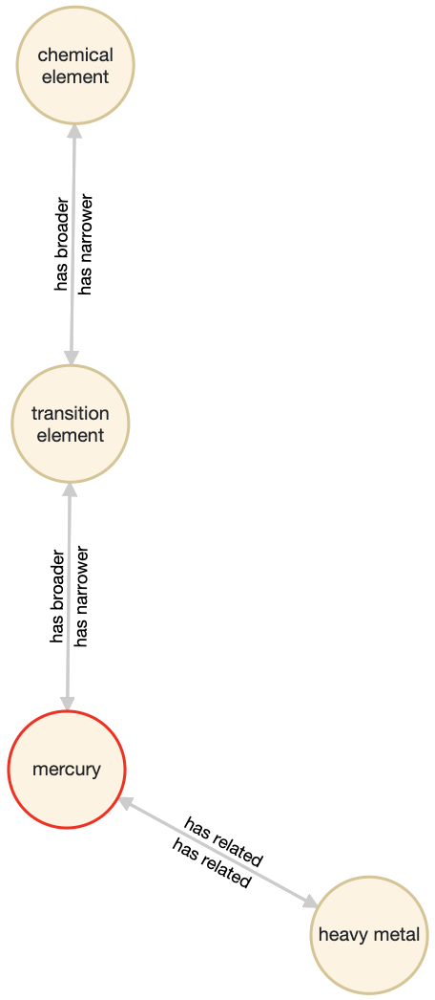 chemical
element
has broader
has narrower
transition
element
has broader
has narrower
mercury
has related
has related
heavy metal